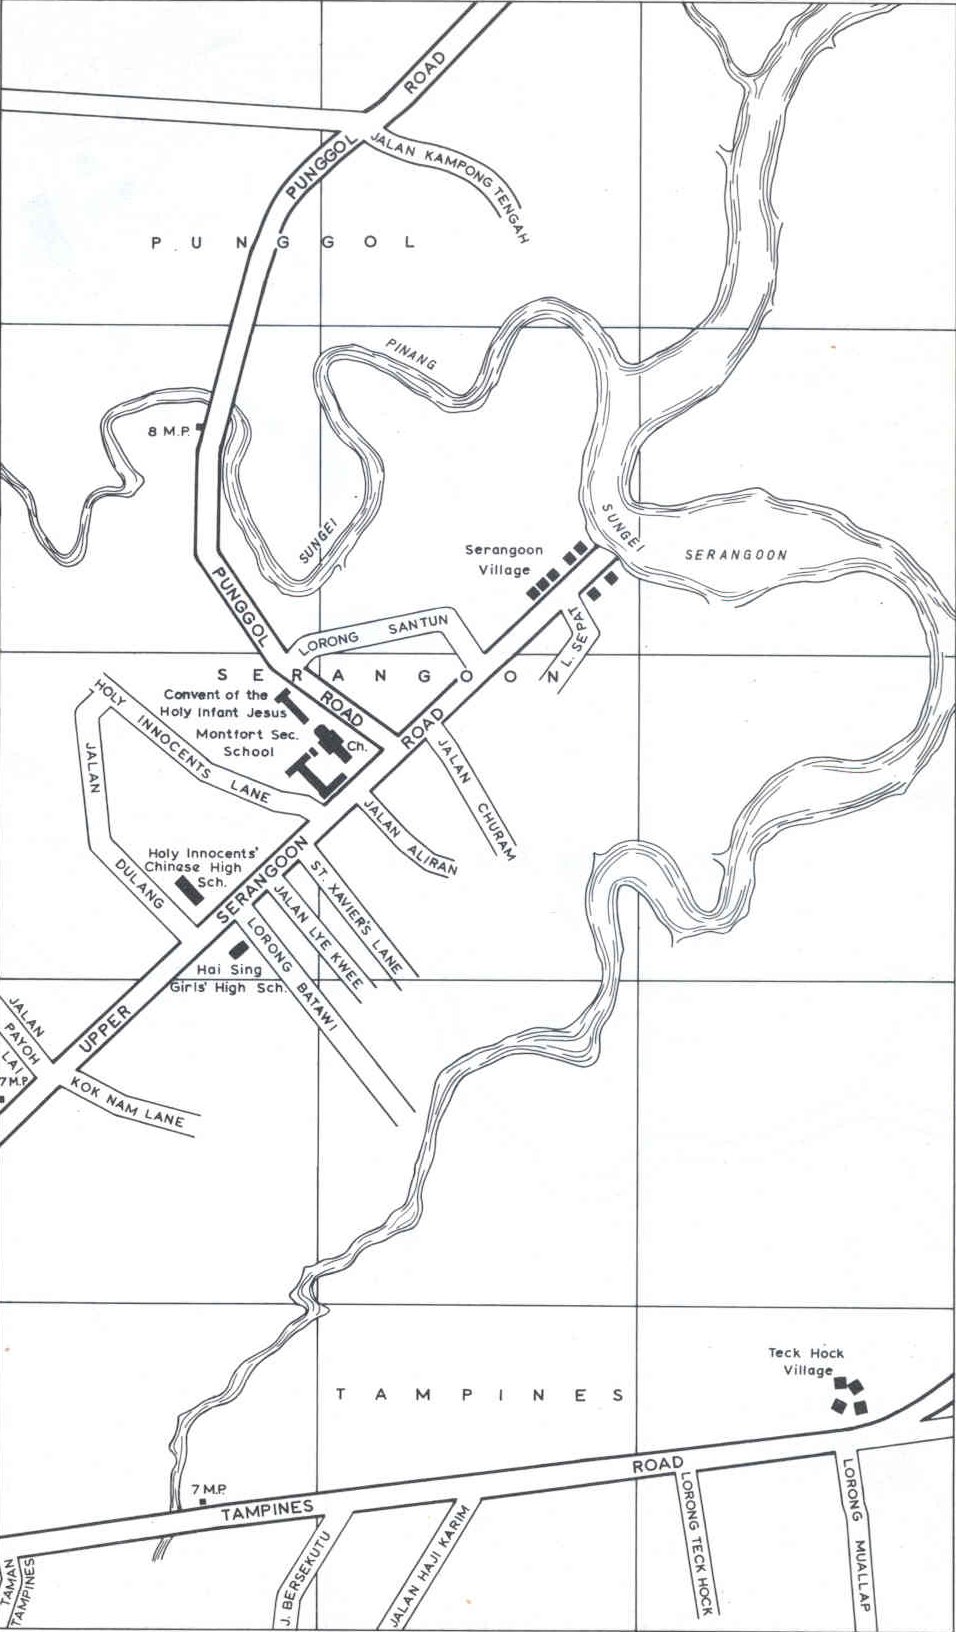 ROAD
PUNGGOL
JALAN KAMPONG TENGAH
PUNGGOL
PINANG
8 M.P.
SUNGEI
SUNGEI
SERANGOON
Serangoon
Village
PUNGGOL
LORONG SANTUN
L. SEPAT
SERANGOON
ROAD
Convent of the
Holy Infant Jesus
Montfort Sec.
School
Ch.
ROAD
HOLY INNOCENTS LANE
JALAN
DULANG
JALAN CHURAM
JALAN ALIRAN
Holy Innocents'
Chinese High
Sch.
SERANGOON
ST. XAVIER'S LANE
JALAN LYE KWEE
LORONG BATAWI
Hai Sing
Girls' High Sch.
UPPER
JALAN
PAYOH
LAI
7 M.P.
KOK NAM LANE
Teck Hock
Village
TAMPINES
ROAD
7 M.P.
TAMPINES
TAMAN
TAMPINES
J. BERSEKUTU
JALAN HAJI KARIM
LORONG TECK HOCK
LORONG MUALLAP